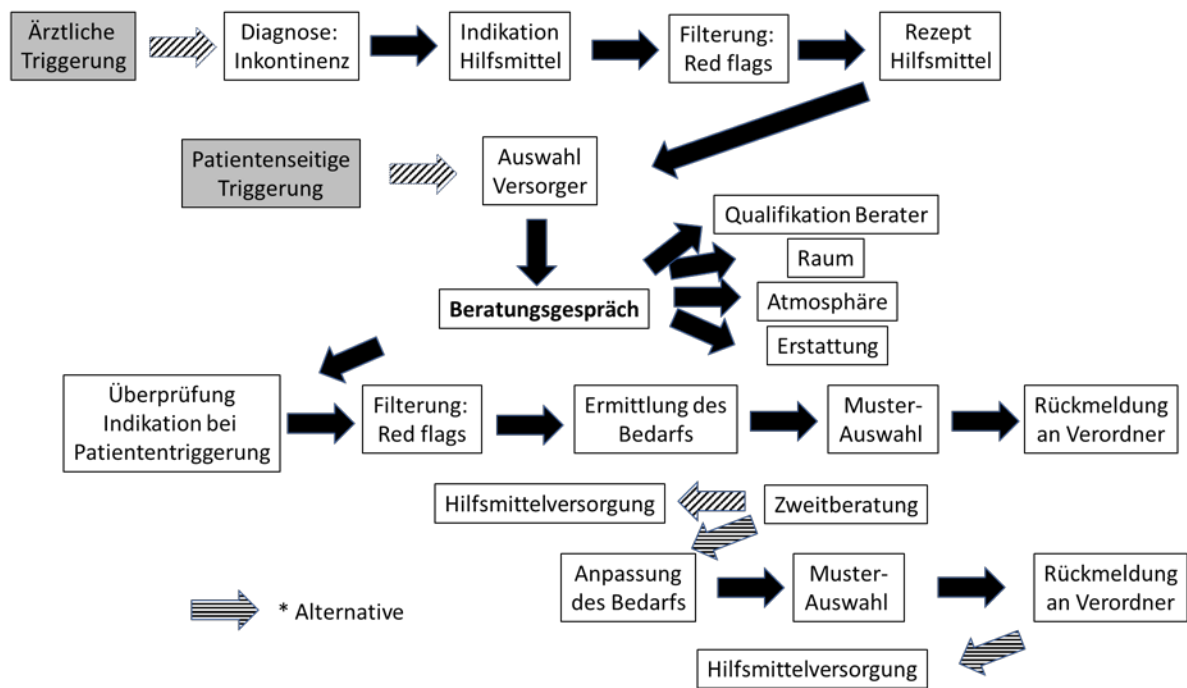 Ärztliche
Triggerung
Diagnose:
Inkontinenz
Indikation
Hilfsmittel
Filterung:
Red flags
Rezept
Hilfsmittel
Patientenseitige
Triggerung
Auswahl
Versorger
Qualifikation Berater
Raum
Beratungsgespräch
Atmosphäre
Erstattung
Überprüfung
Indikation bei
Patiententriggerung
Filterung:
Red flags
Ermittlung des
Bedarfs
Muster-
Auswahl
Rückmeldung
an Verordner
Hilfsmittelversorgung
Zweitberatung
Anpassung
des Bedarfs
Muster-
Auswahl
Rückmeldung
an Verordner
* Alternative
Hilfsmittelversorgung